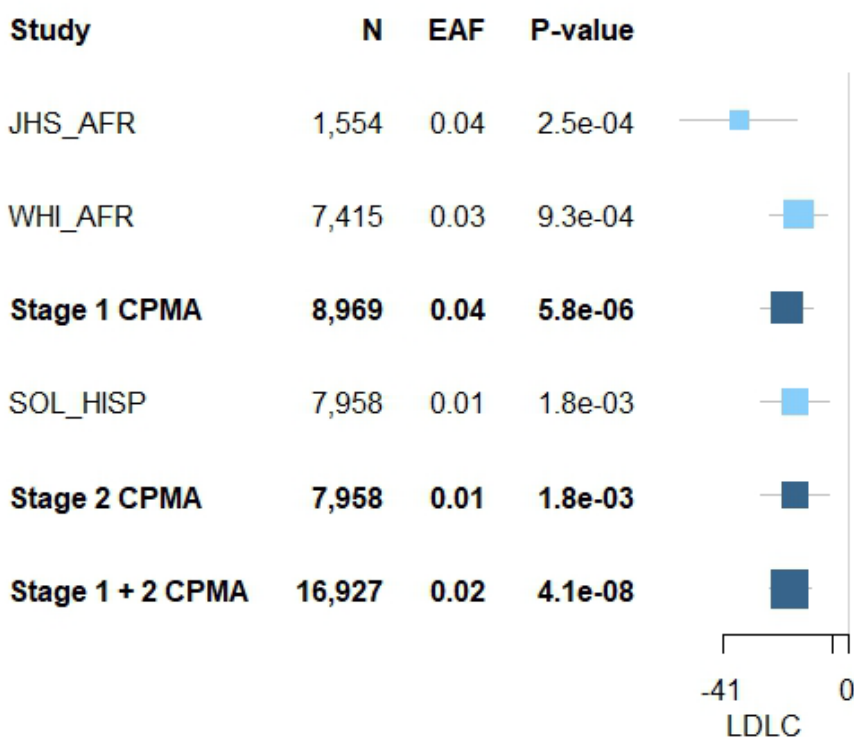 Study N EAF P-value
JHS_AFR 1,554 0.04 2.5e-04
WHI_AFR 7,415 0.03 9.3e-04
Stage 1 CPMA 8,969 0.04 5.8e-06
SOL_HISP 7,958 0.01 1.8e-03
Stage 2 CPMA 7,958 0.01 1.8e-03
Stage 1 + 2 CPMA 16,927 0.02 4.1e-08
-41 0
LDLC